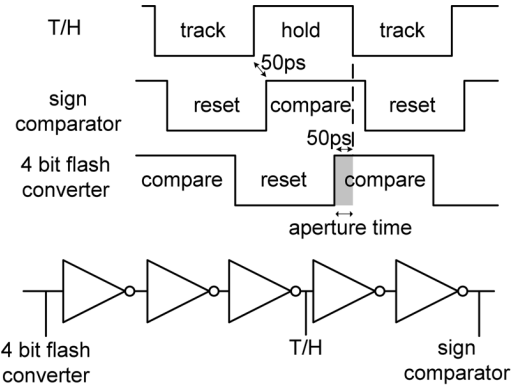 T/H
track
hold
track
50ps
sign
comparator
reset
compare
reset
50ps
4 bit flash
converter
compare
reset
compare
aperture time
4 bit flash
converter
T/H
sign
comparator